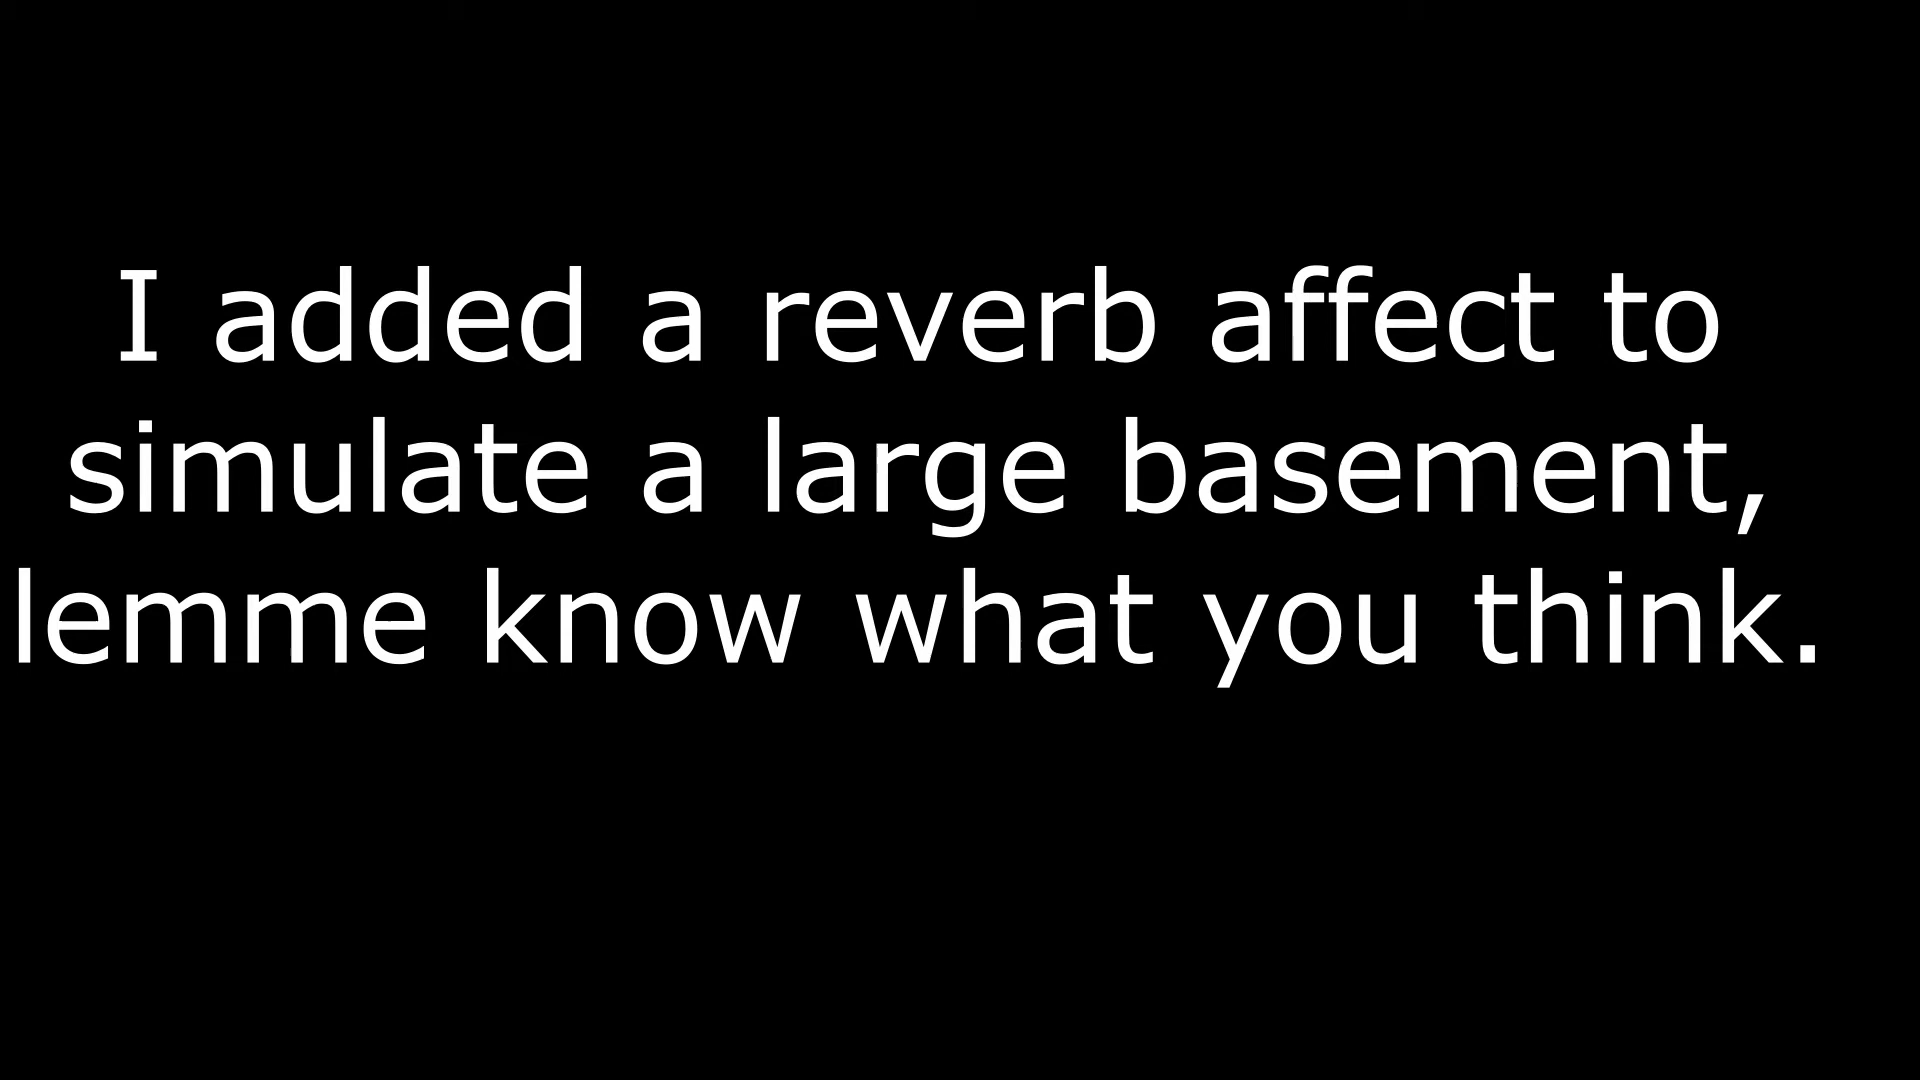 I added a reverb affect to
simulate a large basement,
lemme know what you think.